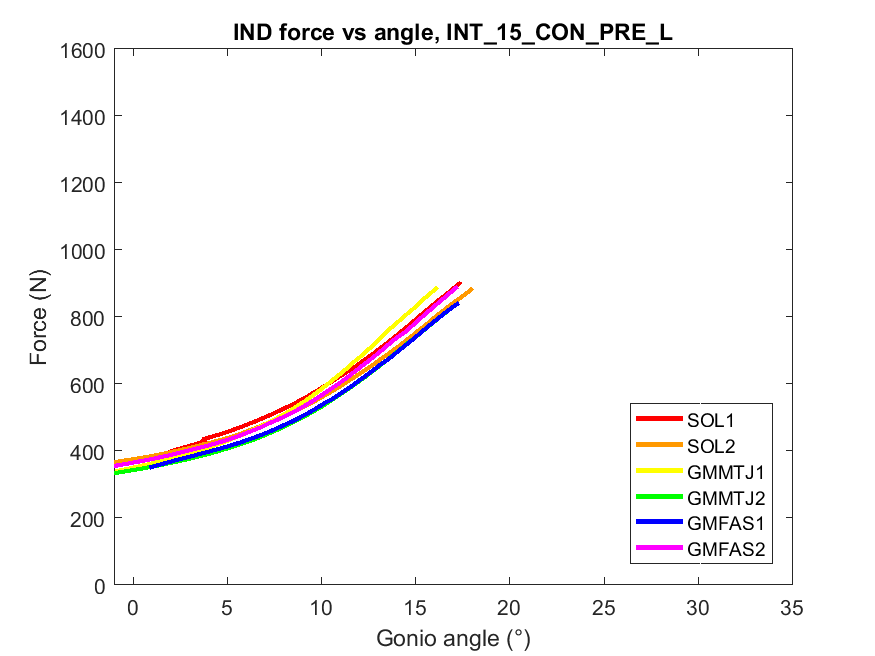 IND force vs angle, INT_15_CON_PRE_L
1600
1400
1200
1000
800
600
400
200
0
Force (N)
0 5 10 15 20 25 30 35
Gonio angle (°)
SOL1
SOL2
GMMTJ1
GMMTJ2
GMFAS1
GMFAS2